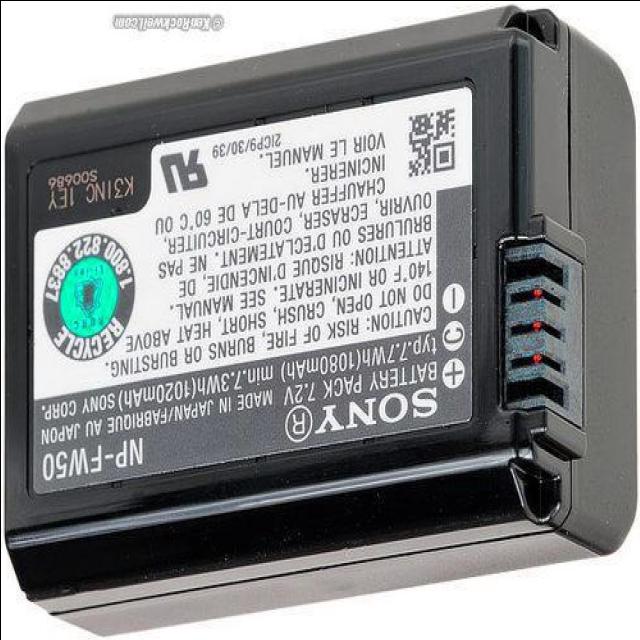 © KenRockwell.com
SONY®
NP-FW50
BATTERY PACK 7.2V MADE IN JAPAN/FABRIQUE AU JAPON
typ.7.7Wh(1080mAh) min.7.3Wh(1020mAh) SONY CORP.
CAUTION: RISK OF FIRE, BURNS OR BURSTING.
DO NOT OPEN, CRUSH, SHORT, HEAT ABOVE
140°F OR INCINERATE. SEE MANUAL.
ATTENTION: RISQUE D'INCENDIE, DE
BRULURES OU D'ECLATEMENT. NE PAS
OUVRIR, ECRASER, COURT-CIRCUITER,
CHAUFFER AU-DELA DE 60°C OU
INCINERER.
VOIR LE MANUEL.
2ICP9/30/39
+ C −
RECYCLE
1.800.822.8837
K31NC 1EY
S00686